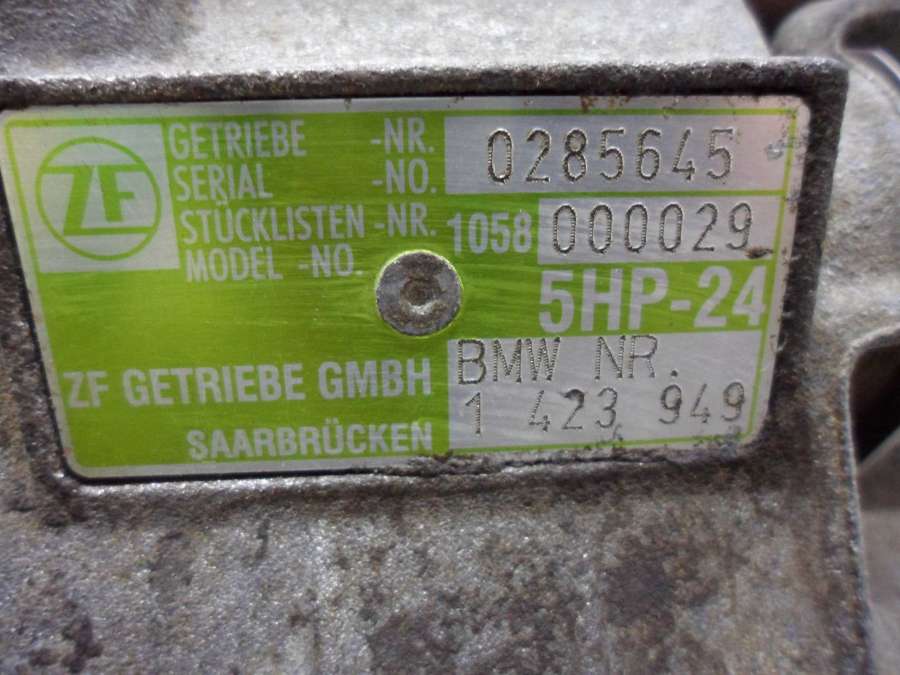 ZF
GETRIEBE -NR. 0285645
SERIAL -NO.
STÜCKLISTEN -NR. 1058 000029
MODEL -NO.
5HP-24
ZF GETRIEBE GMBH BMW NR.
SAARBRÜCKEN 1 423 949